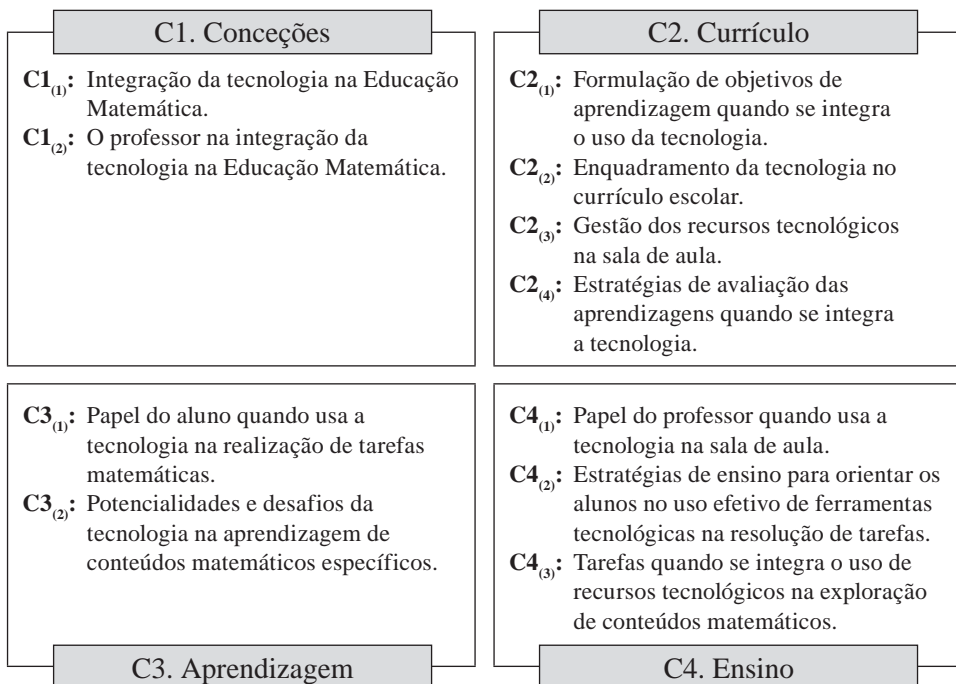 C1. Conceções
C1(1): Integração da tecnologia na Educação
Matemática.
C1(2): O professor na integração da
tecnologia na Educação Matemática.
C2. Currículo
C2(1): Formulação de objetivos de
aprendizagem quando se integra
o uso da tecnologia.
C2(2): Enquadramento da tecnologia no
currículo escolar.
C2(3): Gestão dos recursos tecnológicos
na sala de aula.
C2(4): Estratégias de avaliação das
aprendizagens quando se integra
a tecnologia.
C3(1): Papel do aluno quando usa a
tecnologia na realização de tarefas
matemáticas.
C3(2): Potencialidades e desafios da
tecnologia na aprendizagem de
conteúdos matemáticos específicos.
C3. Aprendizagem
C4(1): Papel do professor quando usa a
tecnologia na sala de aula.
C4(2): Estratégias de ensino para orientar os
alunos no uso efetivo de ferramentas
tecnológicas na resolução de tarefas.
C4(3): Tarefas quando se integra o uso de
recursos tecnológicos na exploração
de conteúdos matemáticos.
C4. Ensino